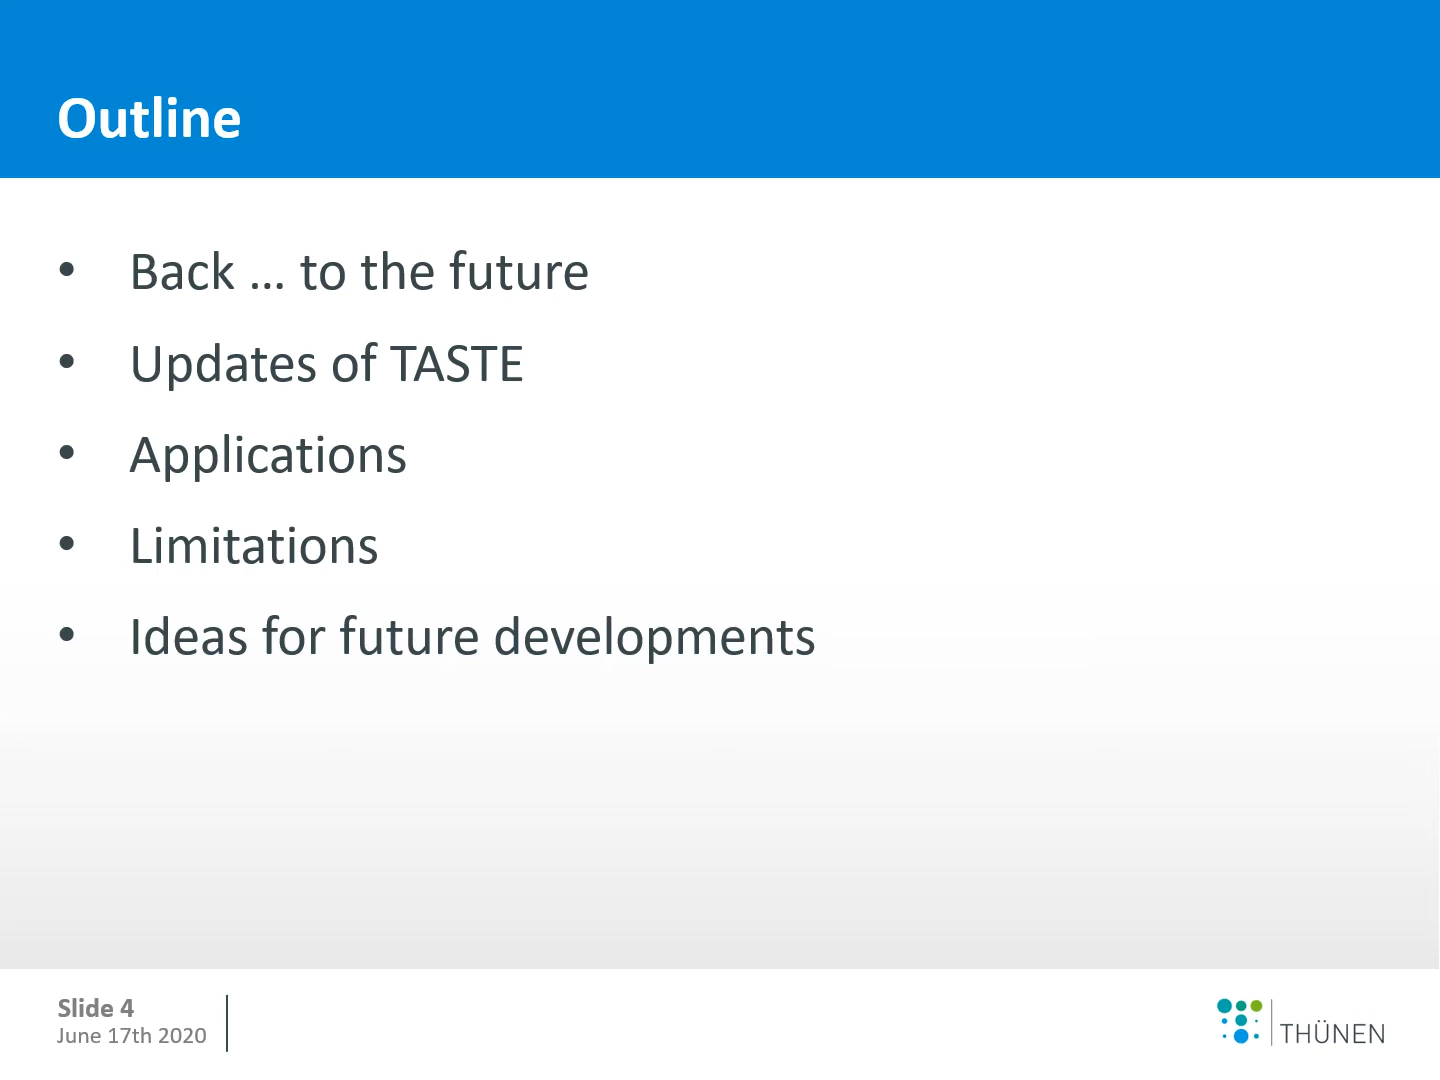 Outline
• Back ... to the future
• Updates of TASTE
• Applications
• Limitations
• Ideas for future developments
Slide 4
June 17th 2020
THÜNEN